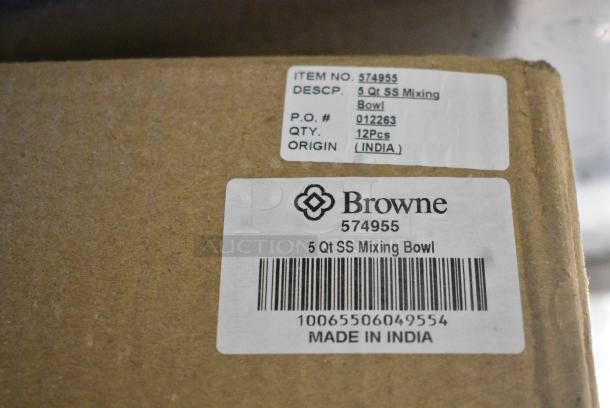 ITEM NO. 574955
DESCP. 5 Qt SS Mixing
Bowl
P.O. # 012263
QTY. 12Pcs
ORIGIN (INDIA)
Browne
574955
5 Qt SS Mixing Bowl
10065506049554
MADE IN INDIA